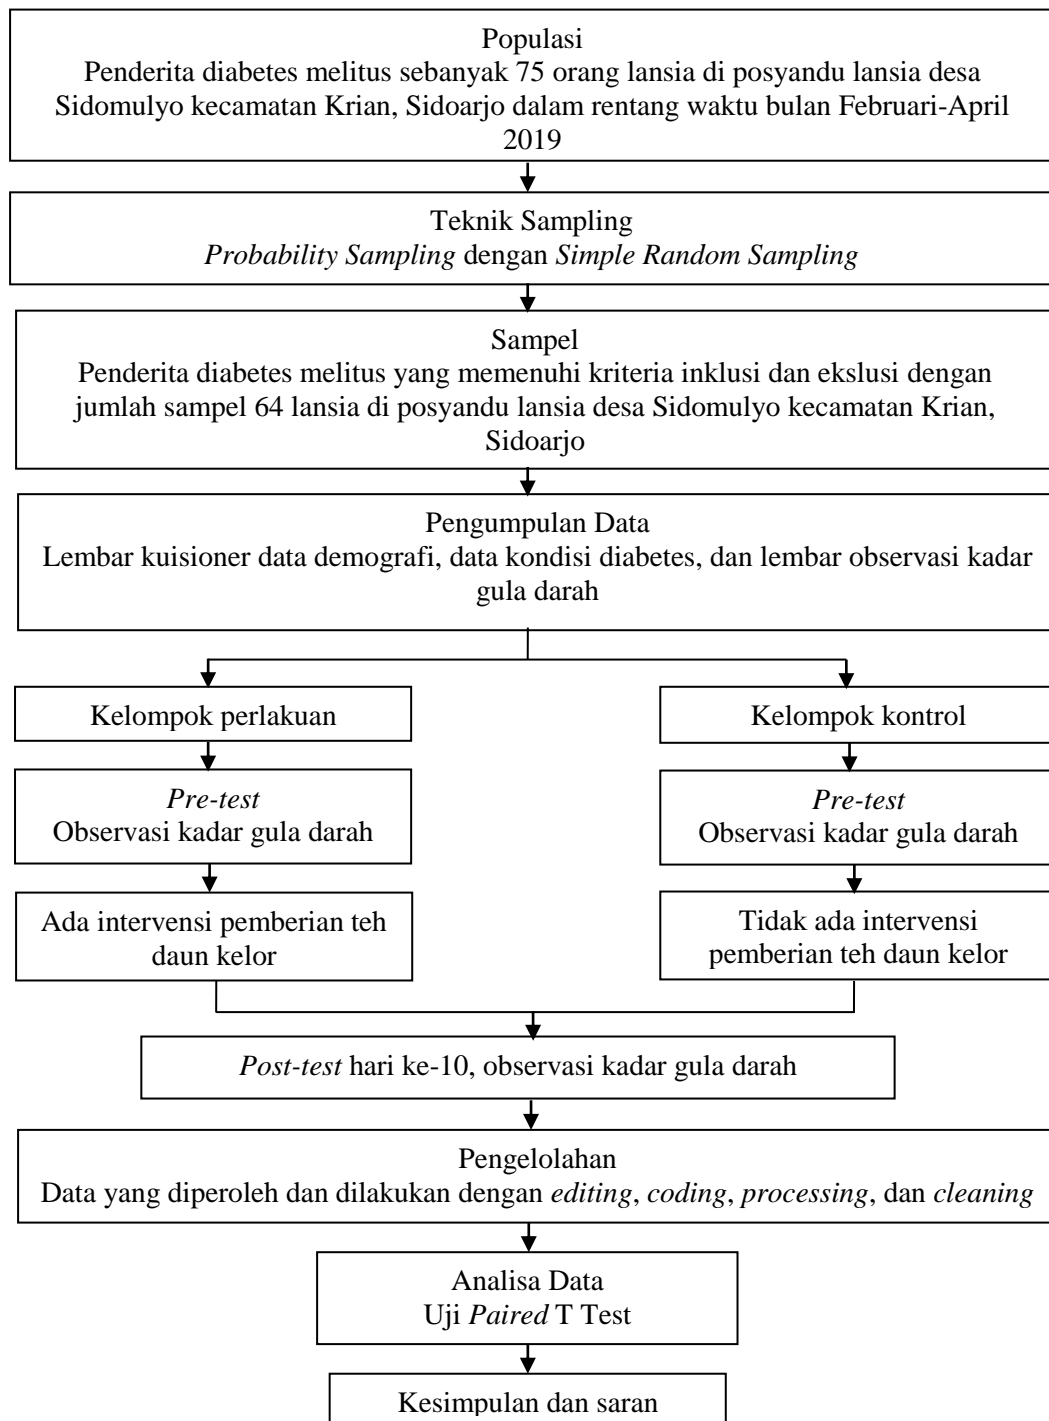 Populasi
Penderita diabetes melitus sebanyak 75 orang lansia di posyandu lansia desa
Sidomulyo kecamatan Krian, Sidoarjo dalam rentang waktu bulan Februari-April
2019
Teknik Sampling
Probability Sampling dengan Simple Random Sampling
Sampel
Penderita diabetes melitus yang memenuhi kriteria inklusi dan ekslusi dengan
jumlah sampel 64 lansia di posyandu lansia desa Sidomulyo kecamatan Krian,
Sidoarjo
Pengumpulan Data
Lembar kuisioner data demografi, data kondisi diabetes, dan lembar observasi kadar
gula darah
Kelompok perlakuan
Kelompok kontrol
Pre-test
Observasi kadar gula darah
Pre-test
Observasi kadar gula darah
Ada intervensi pemberian teh
daun kelor
Tidak ada intervensi
pemberian teh daun kelor
Post-test hari ke-10, observasi kadar gula darah
Pengelolahan
Data yang diperoleh dan dilakukan dengan editing, coding, processing, dan cleaning
Analisa Data
Uji Paired T Test
Kesimpulan dan saran